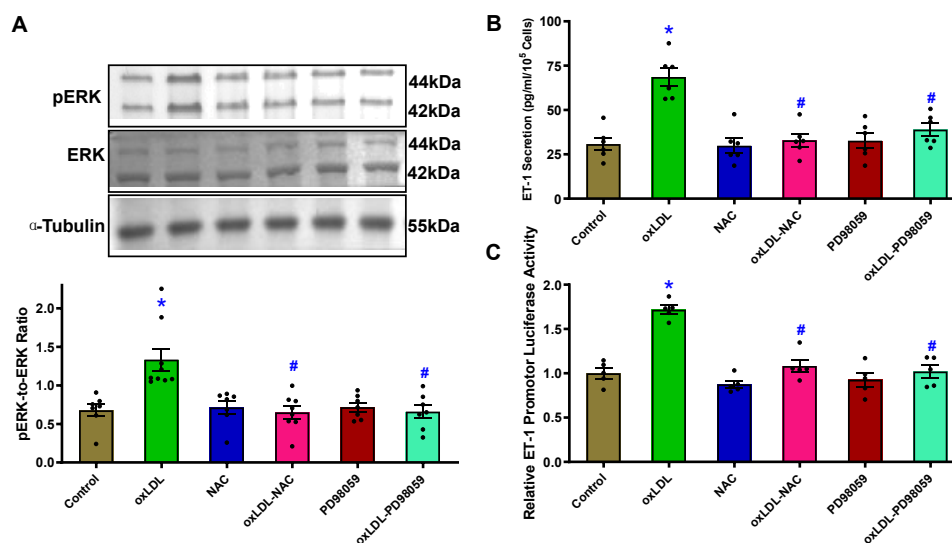 A
pERK
44kDa
42kDa
ERK
44kDa
42kDa
α-Tubulin
55kDa
pERK-to-ERK Ratio
2.0
1.5
1.0
0.5
0.0
*
#
#
Control
oxLDL
NAC
oxLDL-NAC
PD98059
oxLDL-PD98059
B
ET-1 Secretion (pg/ml/10⁵ Cells)
100
75
50
25
0
*
#
#
Control
oxLDL
NAC
oxLDL-NAC
PD98059
oxLDL-PD98059
C
Relative ET-1 Promotor Luciferase Activity
2.0
1.5
1.0
0.5
0.0
*
#
#
Control
oxLDL
NAC
oxLDL-NAC
PD98059
oxLDL-PD98059